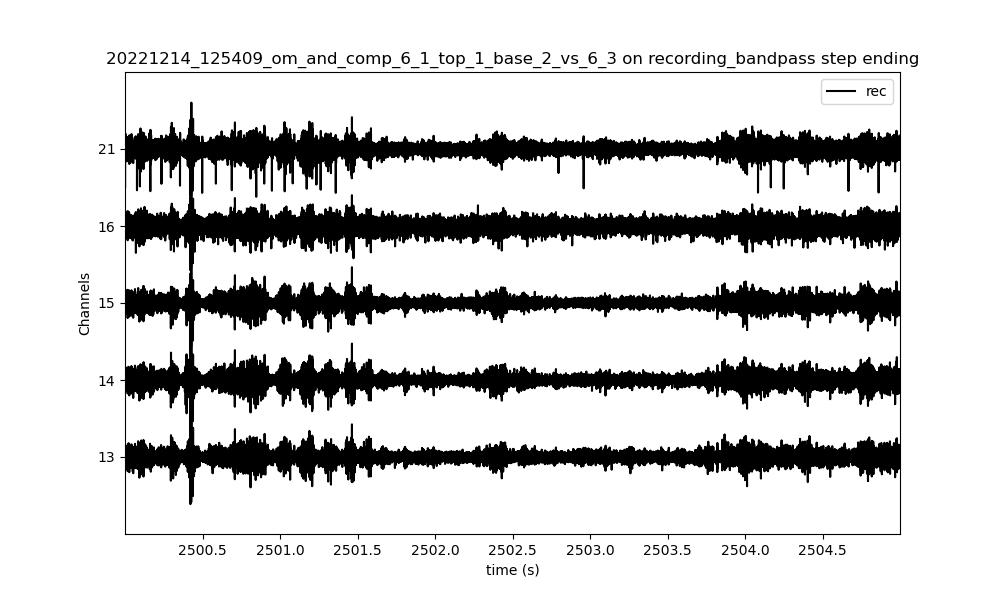 20221214_125409_om_and_comp_6_1_top_1_base_2_vs_6_3 on recording_bandpass step ending
rec
21
16
15
14
13
Channels
2500.5 2501.0 2501.5 2502.0 2502.5 2503.0 2503.5 2504.0 2504.5
time (s)